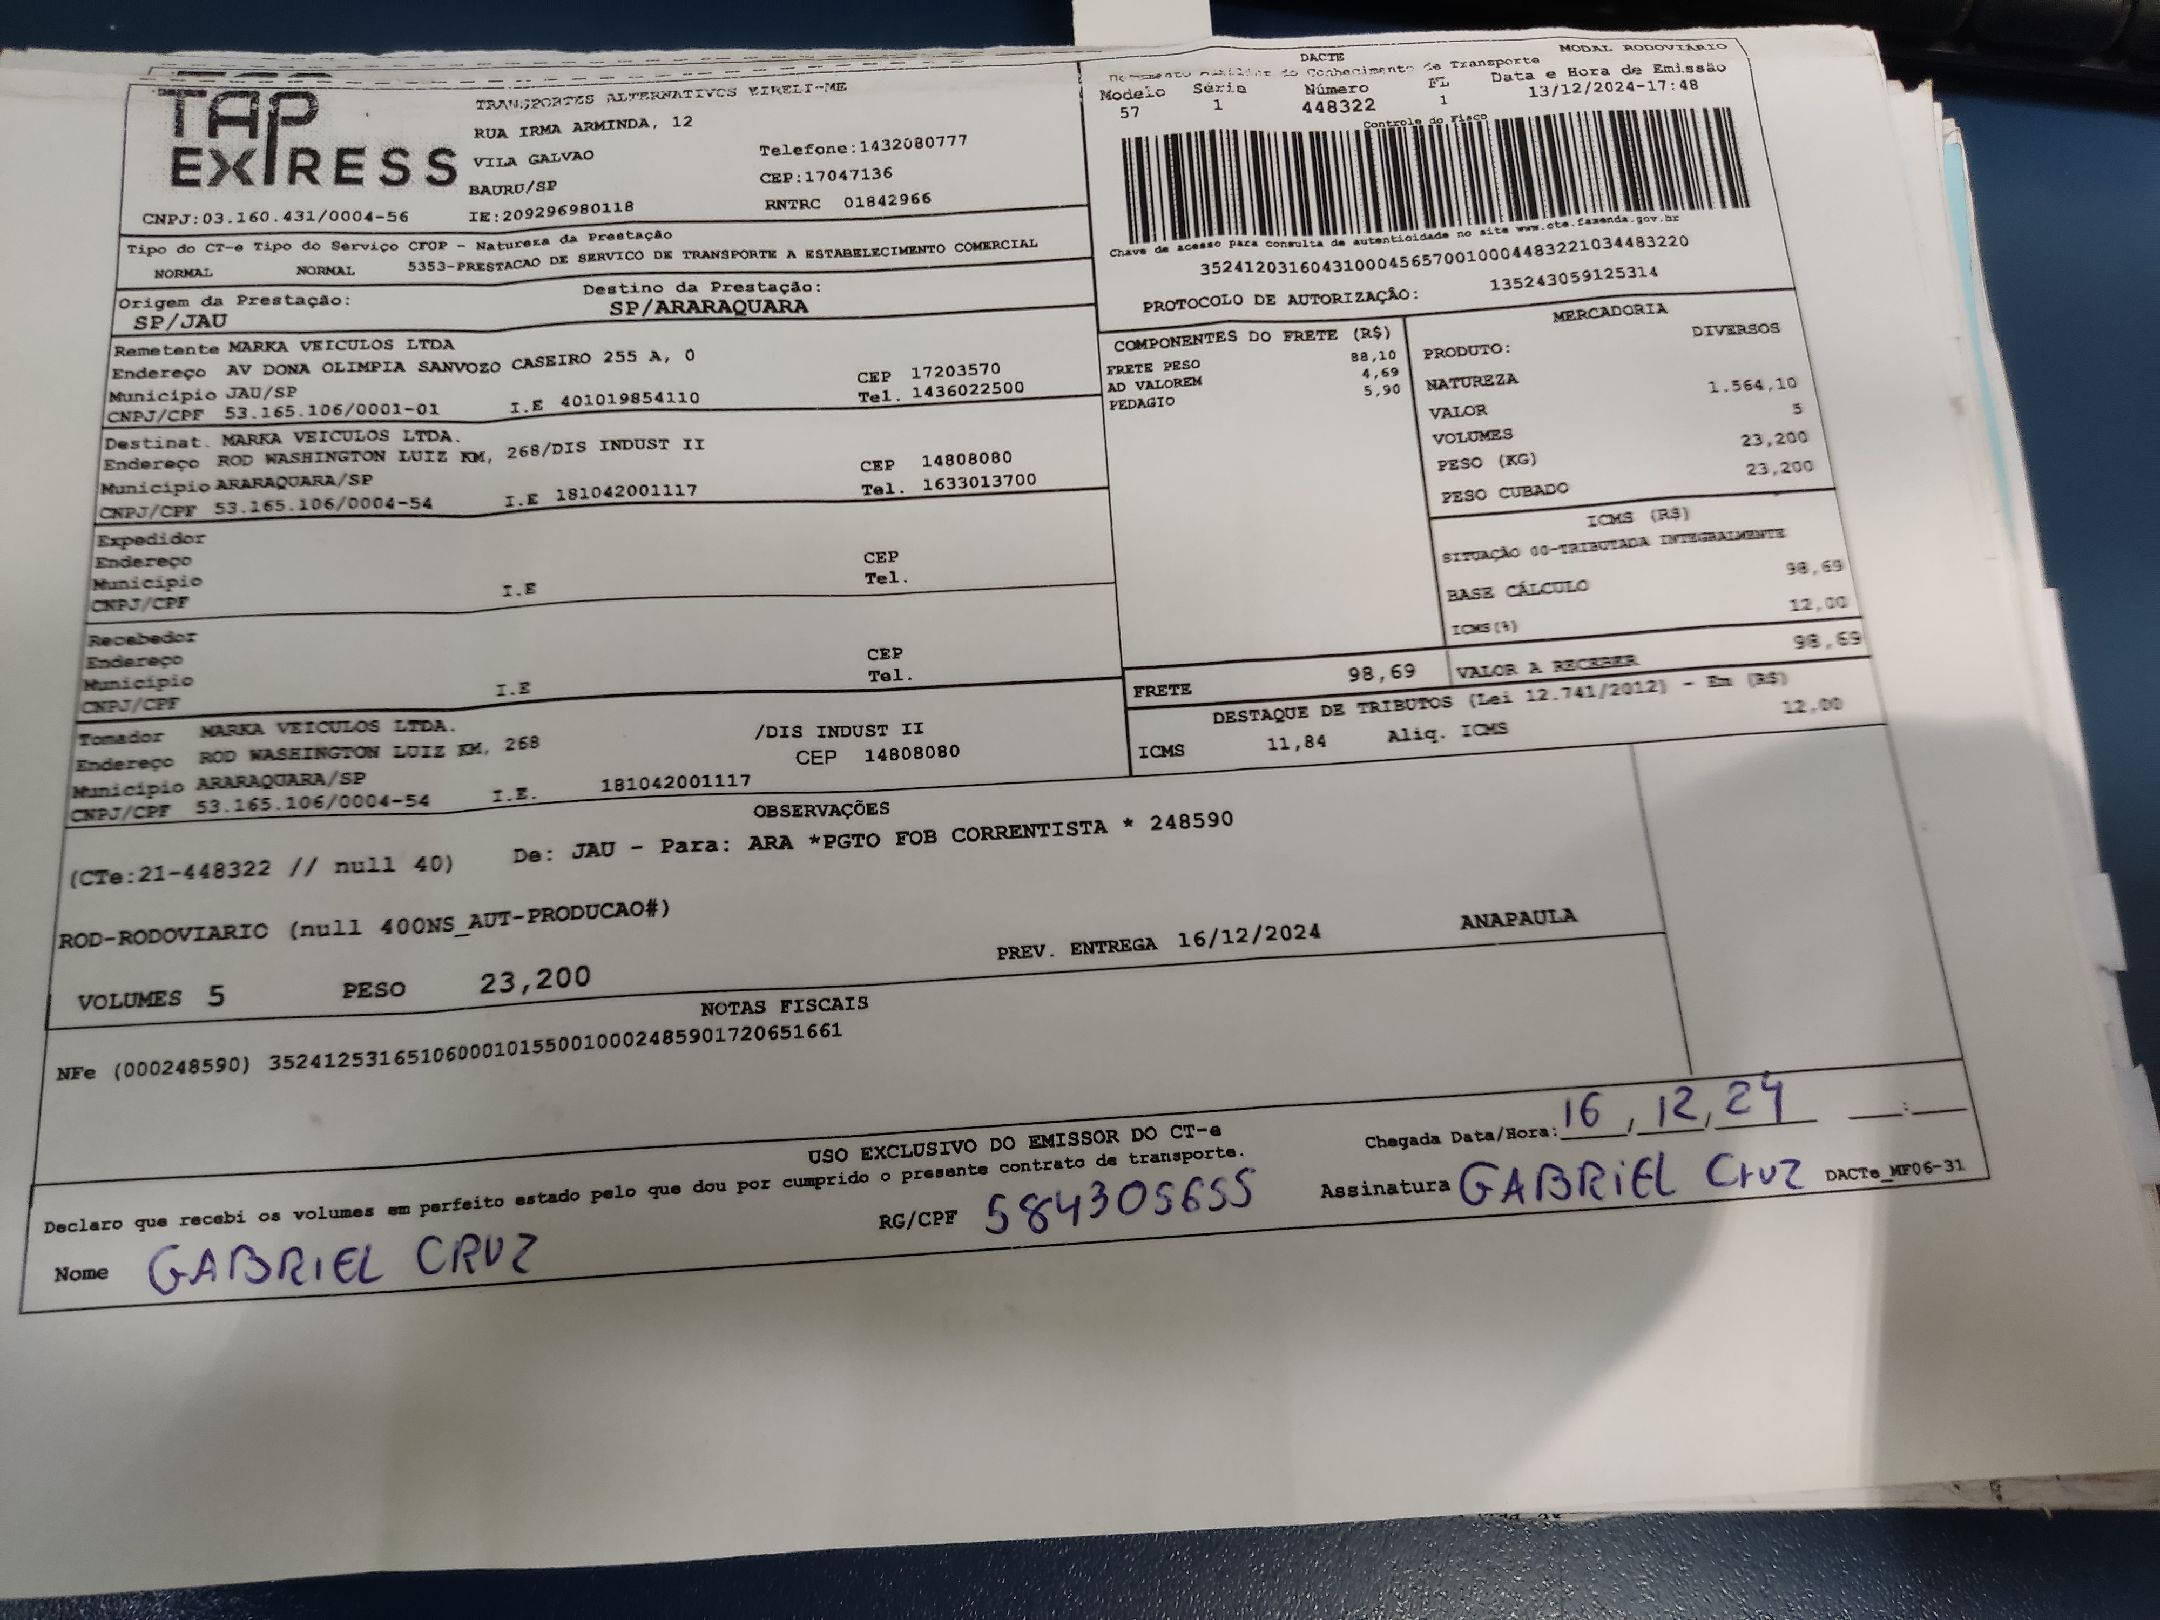 TAP
EXPRESS
TRANSPORTES ALTERNATIVOS EIRELI-ME
RUA IRMA ARMINDA, 12
VILA GALVAO Telefone:1432080777
BAURU/SP CEP:17047136
CNPJ:03.160.431/0004-56 IE:209296980118 RNTRC 01842966
DACTE MODAL RODOVIÁRIO
Documento Auxiliar do Conhecimento de Transporte
Modelo Série Número FL Data e Hora de Emissão
57 1 448322 1 13/12/2024-17:48
Controle do Fisco
Chave de acesso para consulta de autenticidade no site www.cte.fazenda.gov.br
35241203160431000456570010004483221034483220
PROTOCOLO DE AUTORIZAÇÃO: 135243059125314
Tipo do CT-e Tipo do Serviço CFOP - Natureza da Prestação
NORMAL NORMAL 5353-PRESTACAO DE SERVICO DE TRANSPORTE A ESTABELECIMENTO COMERCIAL
Origem da Prestação: Destino da Prestação:
SP/JAU SP/ARARAQUARA
Remetente MARKA VEICULOS LTDA
Endereço AV DONA OLIMPIA SANVOZO CASEIRO 255 A, 0
Município JAU/SP CEP 17203570
CNPJ/CPF 53.165.106/0001-01 I.E 401019854110 Tel. 1436022500
Destinat. MARKA VEICULOS LTDA.
Endereço ROD WASHINGTON LUIZ KM, 268/DIS INDUST II
Município ARARAQUARA/SP CEP 14808080
CNPJ/CPF 53.165.106/0004-54 I.E 181042001117 Tel. 1633013700
Expedidor
Endereço
Município CEP
CNPJ/CPF I.E Tel.
Recebedor
Endereço
Município CEP
CNPJ/CPF I.E Tel.
Tomador MARKA VEICULOS LTDA.
Endereço ROD WASHINGTON LUIZ KM, 268 /DIS INDUST II
Município ARARAQUARA/SP CEP 14808080
CNPJ/CPF 53.165.106/0004-54 I.E. 181042001117
COMPONENTES DO FRETE (R$)
FRETE PESO 88,10
AD VALOREM 4,69
PEDAGIO 5,90
MERCADORIA
PRODUTO: DIVERSOS
NATUREZA
VALOR 1.564,10
VOLUMES 5
PESO (KG) 23,200
PESO CUBADO 23,200
ICMS (R$)
SITUAÇÃO 00-TRIBUTADA INTEGRALMENTE
BASE CÁLCULO 98,69
ICMS(%) 12,00
FRETE 98,69 VALOR A RECEBER 98,69
DESTAQUE DE TRIBUTOS (Lei 12.741/2012) - Em (R$)
ICMS 11,84 Aliq. ICMS 12,00
OBSERVAÇÕES
(CTe:21-448322 // null 40) De: JAU - Para: ARA *PGTO FOB CORRENTISTA * 248590
ROD-RODOVIARIO (null 400NS_AUT-PRODUCAO#)
PREV. ENTREGA 16/12/2024 ANAPAULA
VOLUMES 5 PESO 23,200
NOTAS FISCAIS
NFe (000248590) 35241253165106000101550010002485901720651661
USO EXCLUSIVO DO EMISSOR DO CT-e
Chegada Data/Hora: 16, 12, 24 :
Declaro que recebi os volumes em perfeito estado pelo que dou por cumprido o presente contrato de transporte.
Nome GABRIEL CRUZ RG/CPF 584305655 Assinatura GABRIEL Cruz DACTe_MF06-31